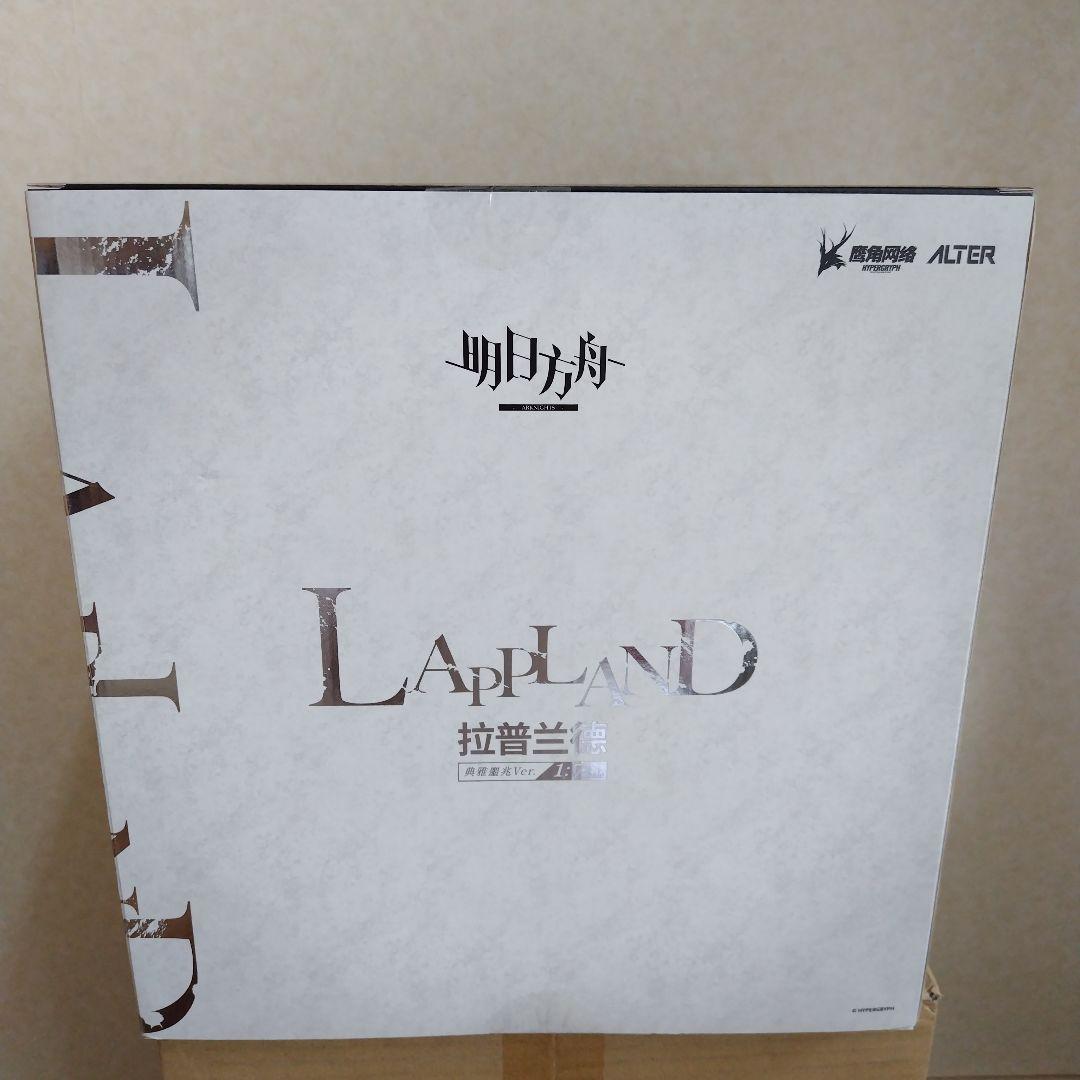 鹰角网络 ALTER
HYPERGRYPH
明日方舟
ARKNIGHTS
LAPPLAND
拉普兰德
典雅噩兆Ver.
© HYPERGRYPH